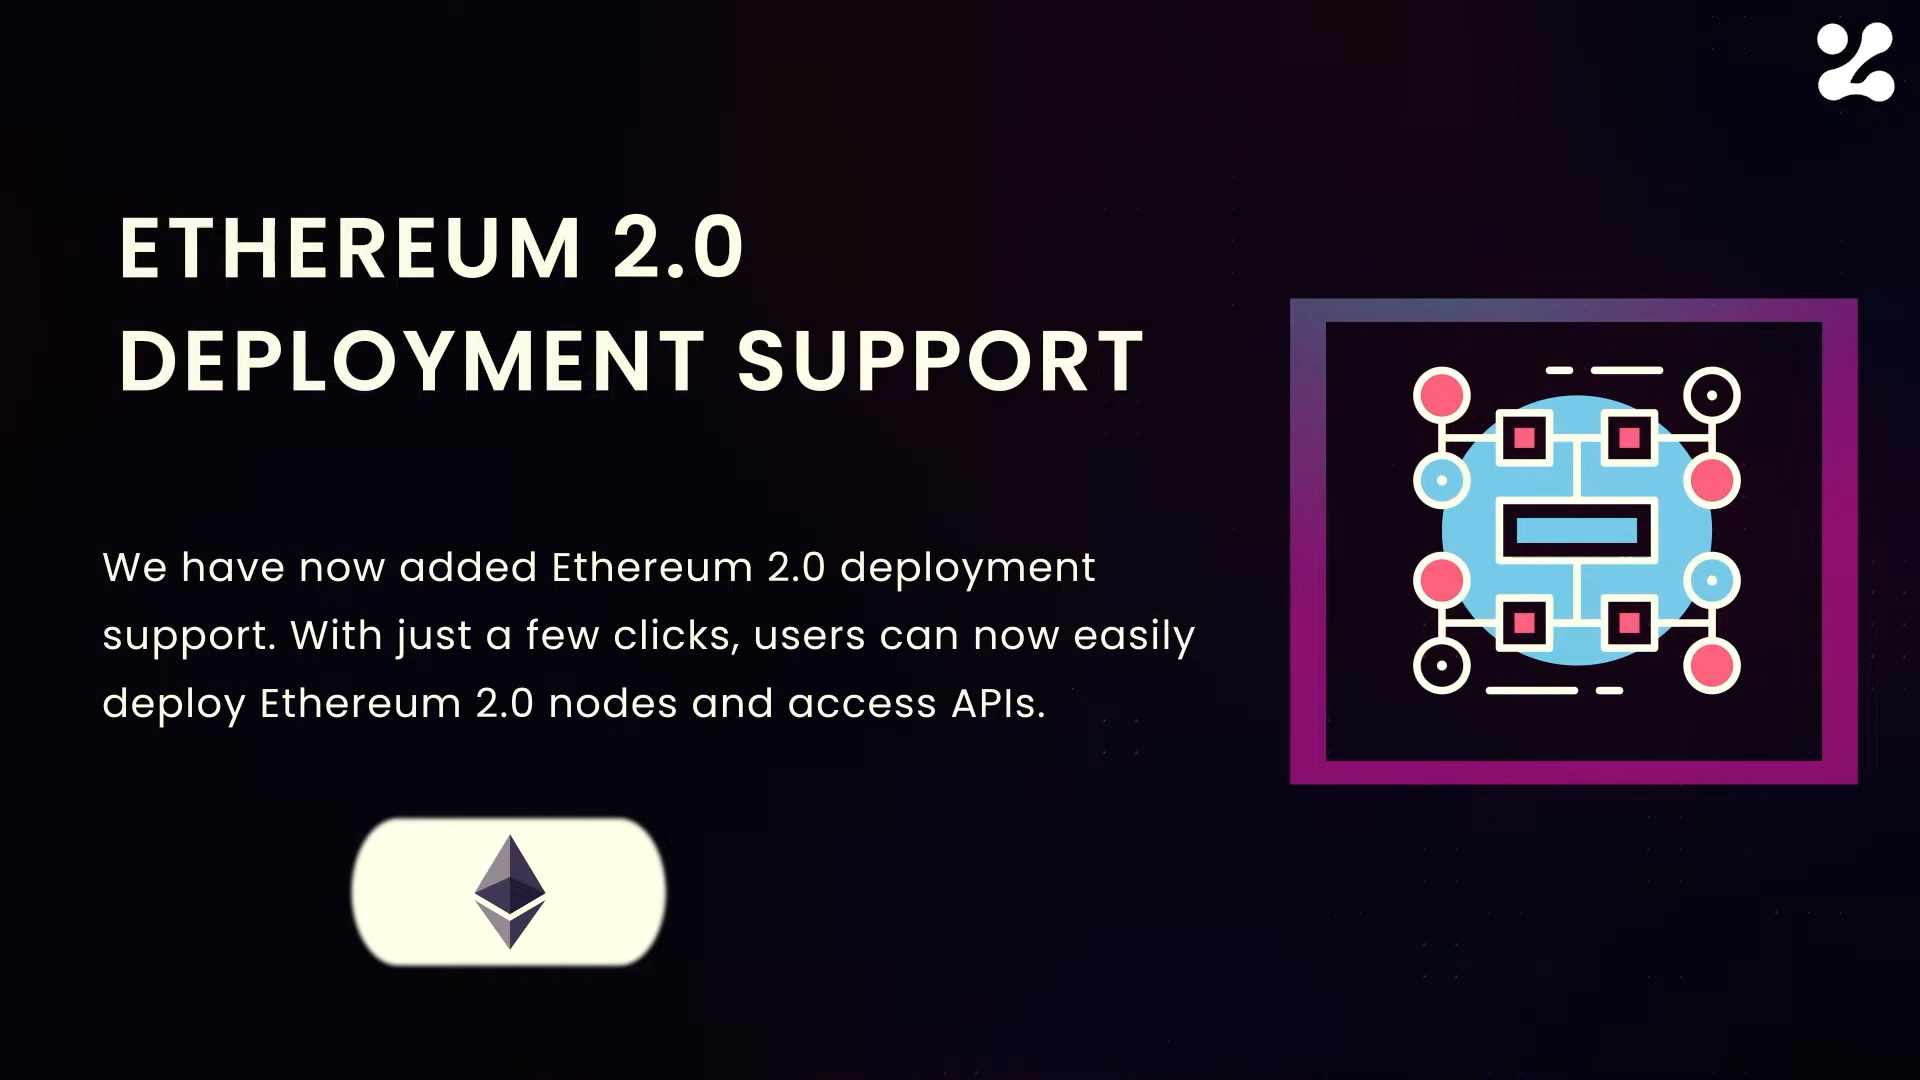 ETHEREUM 2.0
DEPLOYMENT SUPPORT
We have now added Ethereum 2.0 deployment
support. With just a few clicks, users can now easily
deploy Ethereum 2.0 nodes and access APIs.